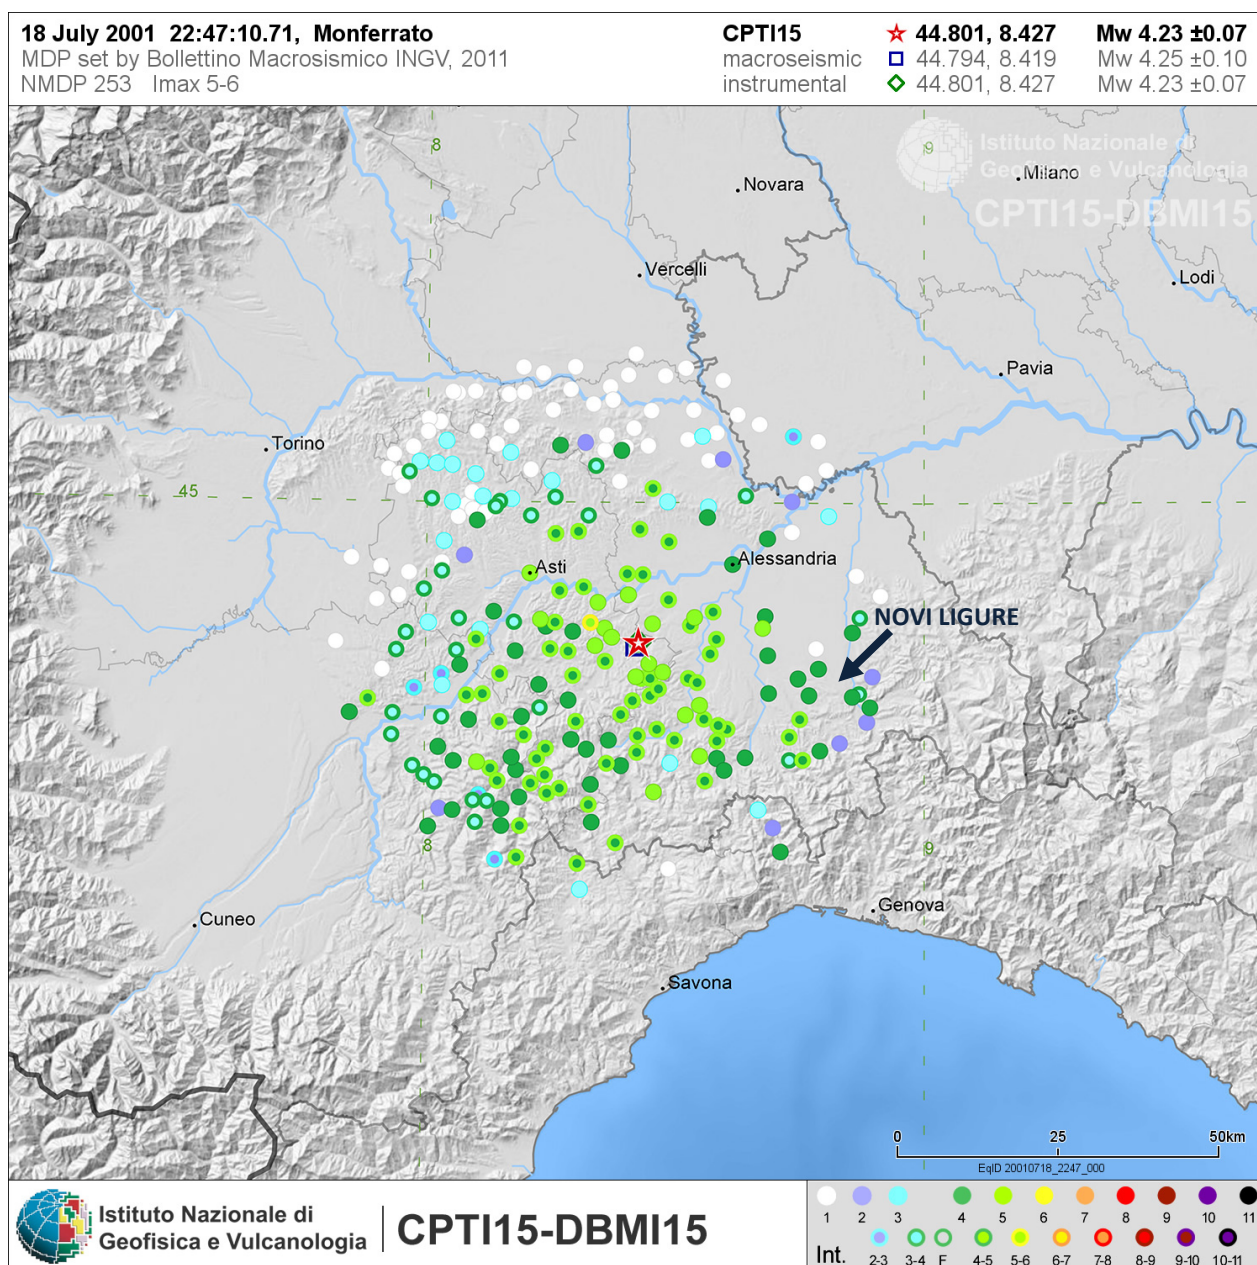 18 July 2001 22:47:10.71, Monferrato
MDP set by Bollettino Macrosismico INGV, 2011
NMDP 253 Imax 5-6
CPTI15 44.801, 8.427 Mw 4.23 ±0.07
macroseismic 44.794, 8.419 Mw 4.25 ±0.10
instrumental 44.801, 8.427 Mw 4.23 ±0.07
8
9
Istituto Nazionale di
Geofisica e Vulcanologia
CPTI15-DBMI15
Milano
Novara
Vercelli
Lodi
Pavia
Torino
45
Alessandria
Asti
NOVI LIGURE
8
9
Genova
Cuneo
Savona
0 25 50km
EqID 20010718_2247_000
Istituto Nazionale di
Geofisica e Vulcanologia
CPTI15-DBMI15
1 2 3 4 5 6 7 8 9 10 11
Int. 2-3 3-4 F 4-5 5-6 6-7 7-8 8-9 9-10 10-11